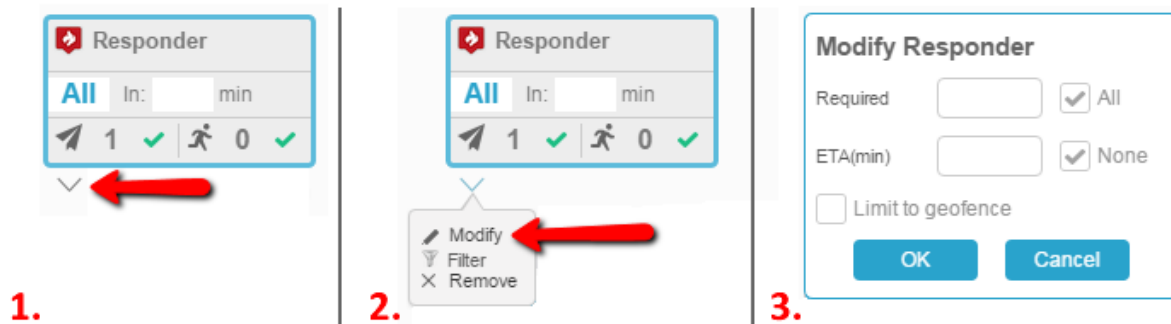 Responder
All In: min
1 0
1.
Responder
All In: min
1 0
Modify
Filter
Remove
2.
Modify Responder
Required All
ETA(min) None
Limit to geofence
OK Cancel
3.